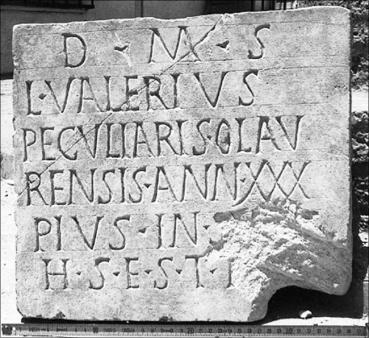 D · M · S
L · VALERIVS
PECVLIARIS OLAV
RENSIS · ANN · XXX
PIVS · IN ·
H · S · E · S · T · T